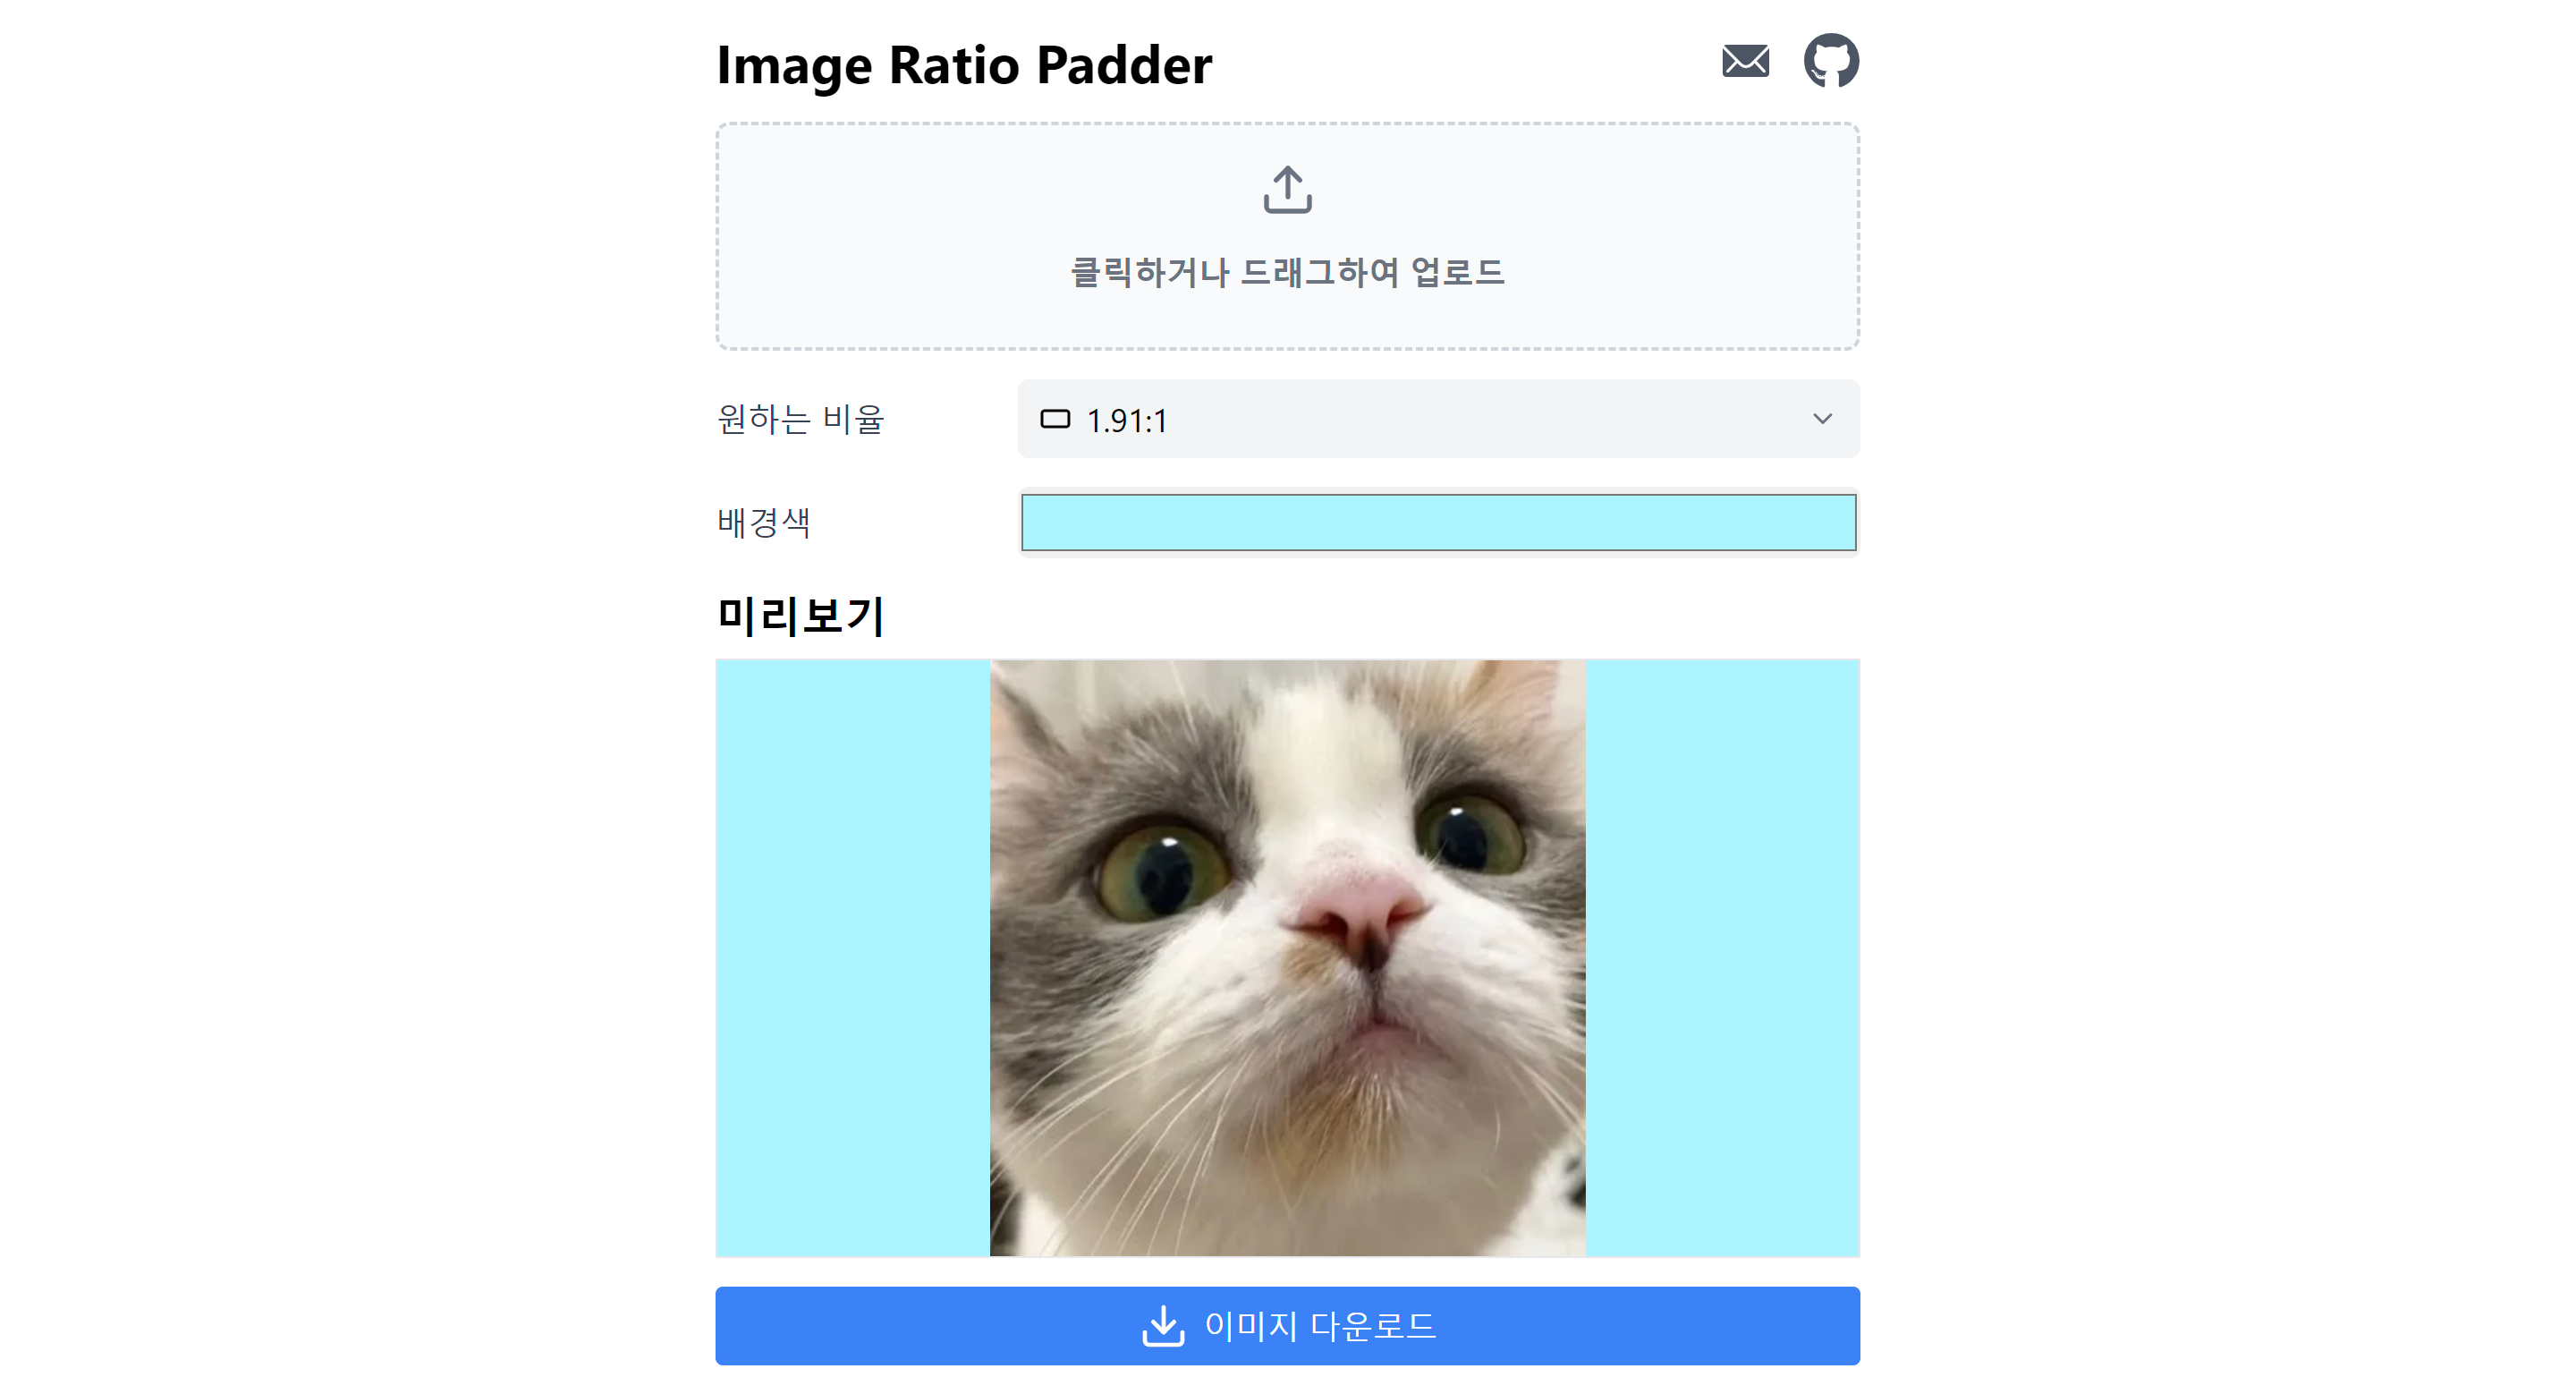 Image Ratio Padder
클릭하거나 드래그하여 업로드
원하는 비율
1.91:1
배경색
미리보기
이미지 다운로드